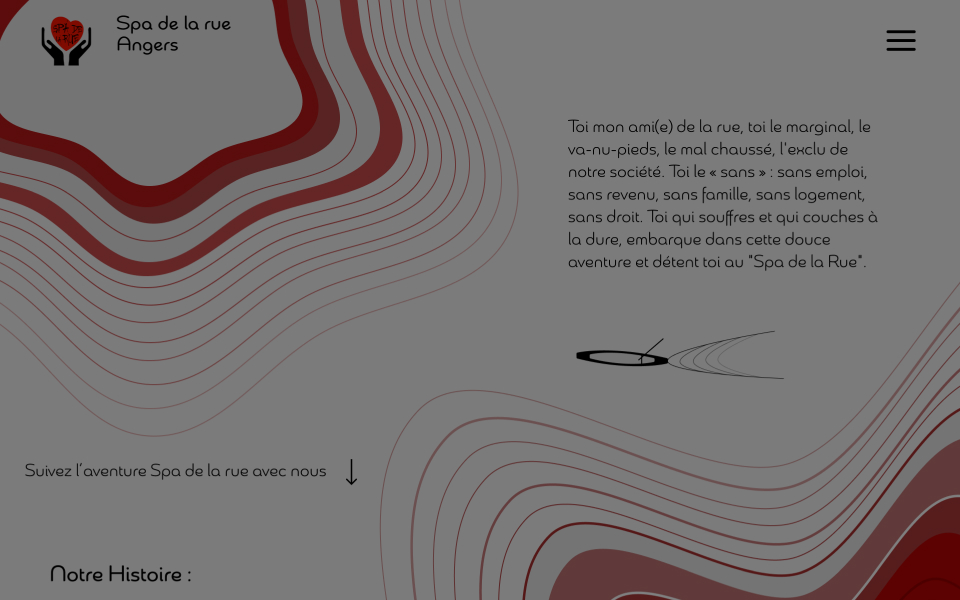 Spa de la rue
Angers
Toi mon ami(e) de la rue, toi le marginal, le
va-nu-pieds, le mal chaussé, l'exclu de
notre société. Toi le « sans » : sans emploi,
sans revenu, sans famille, sans logement,
sans droit. Toi qui souffres et qui couches à
la dure, embarque dans cette douce
aventure et détent toi au "Spa de la Rue".
Suivez l'aventure Spa de la rue avec nous
Notre Histoire :